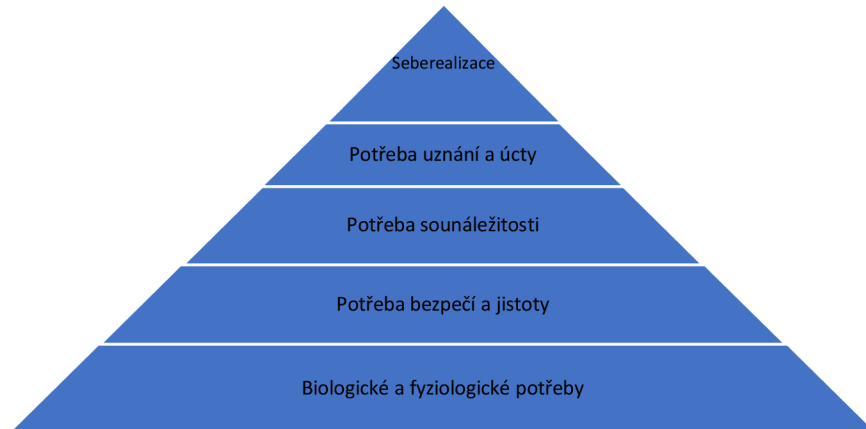 Seberealizace
Potřeba uznání a úcty
Potřeba sounáležitosti
Potřeba bezpečí a jistoty
Biologické a fyziologické potřeby